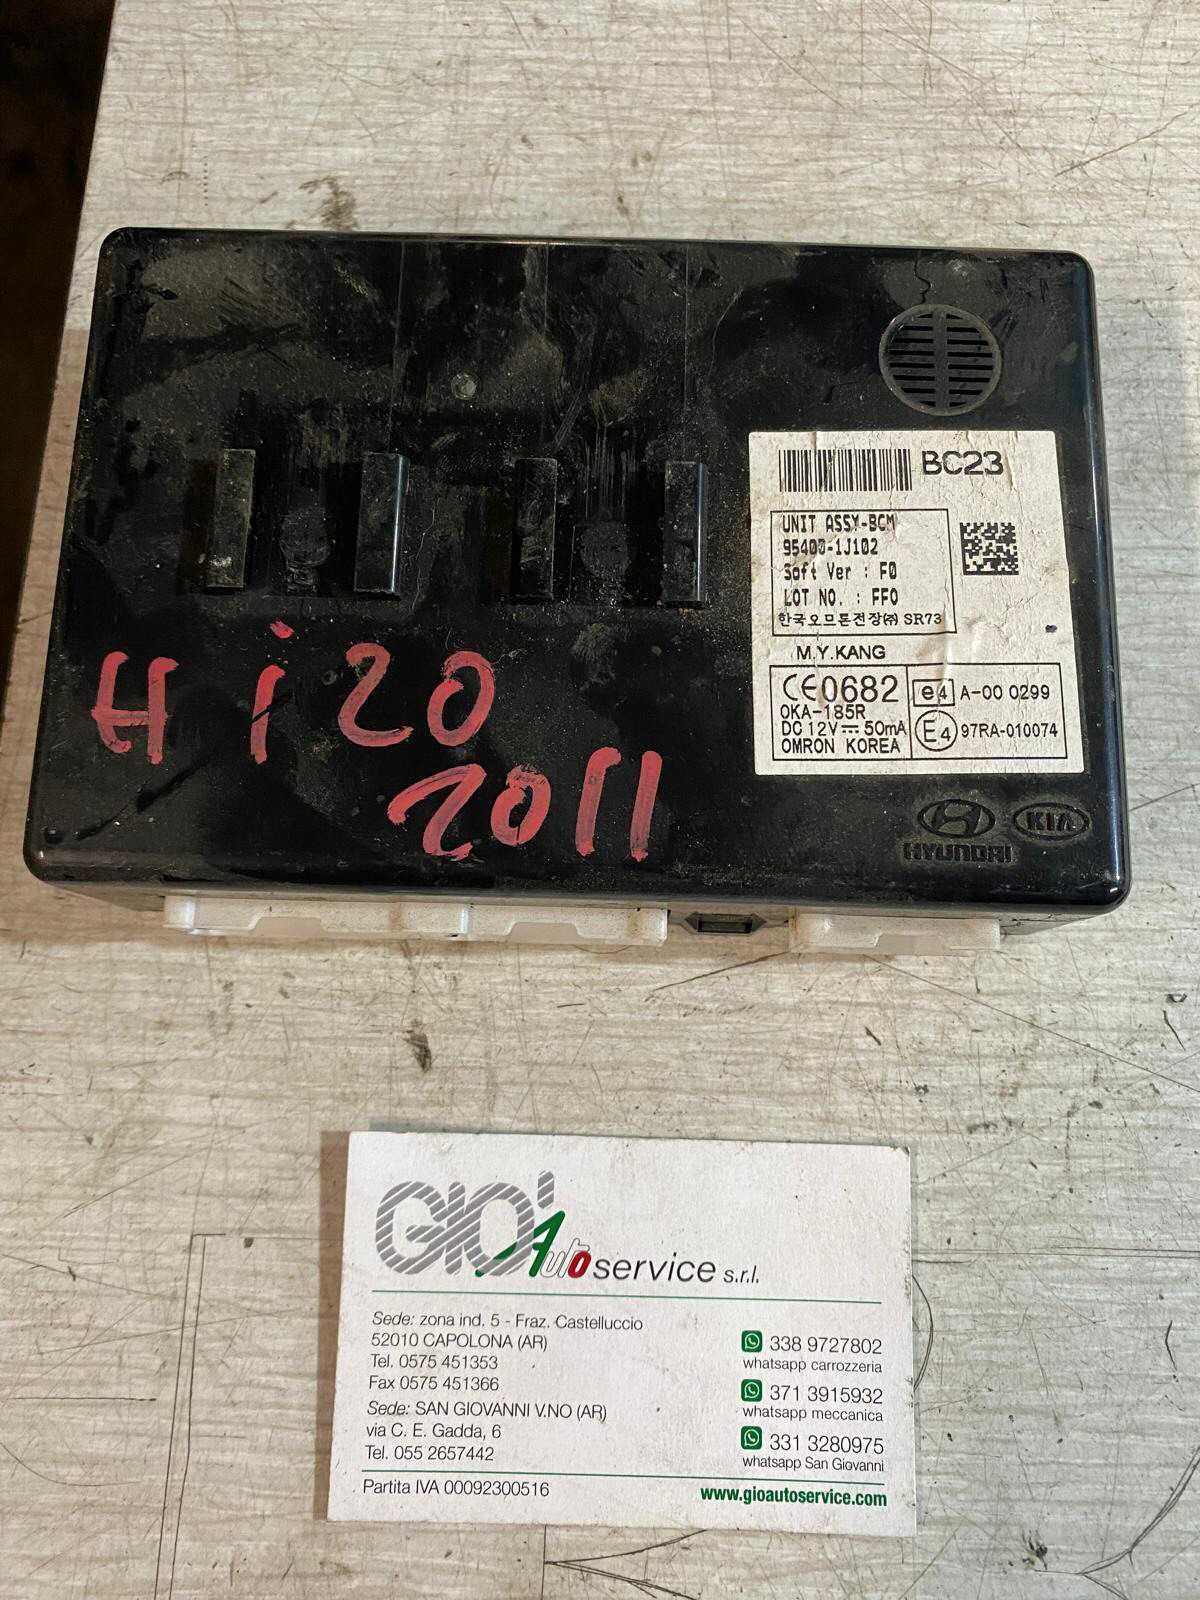 BC23
UNIT ASSY-BCM
95400-1J102
Soft Ver : F0
LOT NO. : FF0
한국오므론전장㈜ SR73
M.Y.KANG
CE0682
OKA-185R
DC 12V⎓50mA
OMRON KOREA
e4 A-00 0299
E4 97RA-010074
HYUNDAI
KIA
H i20
2011
GIO' Auto service s.r.l.
Sede: zona ind. 5 - Fraz. Castelluccio
52010 CAPOLONA (AR)
Tel. 0575 451353
Fax 0575 451366
Sede: SAN GIOVANNI V.NO (AR)
via C. E. Gadda, 6
Tel. 055 2657442
338 9727802
whatsapp carrozzeria
371 3915932
whatsapp meccanica
331 3280975
whatsapp San Giovanni
Partita IVA 00092300516
www.gioautoservice.com